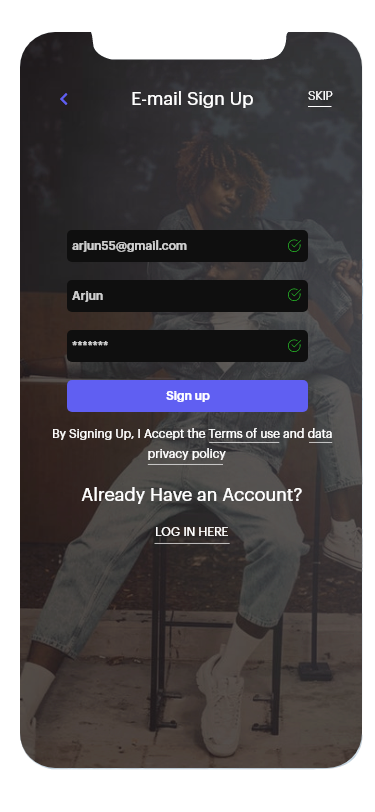 E-mail Sign Up
SKIP
arjun55@gmail.com
Arjun
*******
Sign up
By Signing Up, I Accept the Terms of use and data
privacy policy
Already Have an Account?
LOG IN HERE